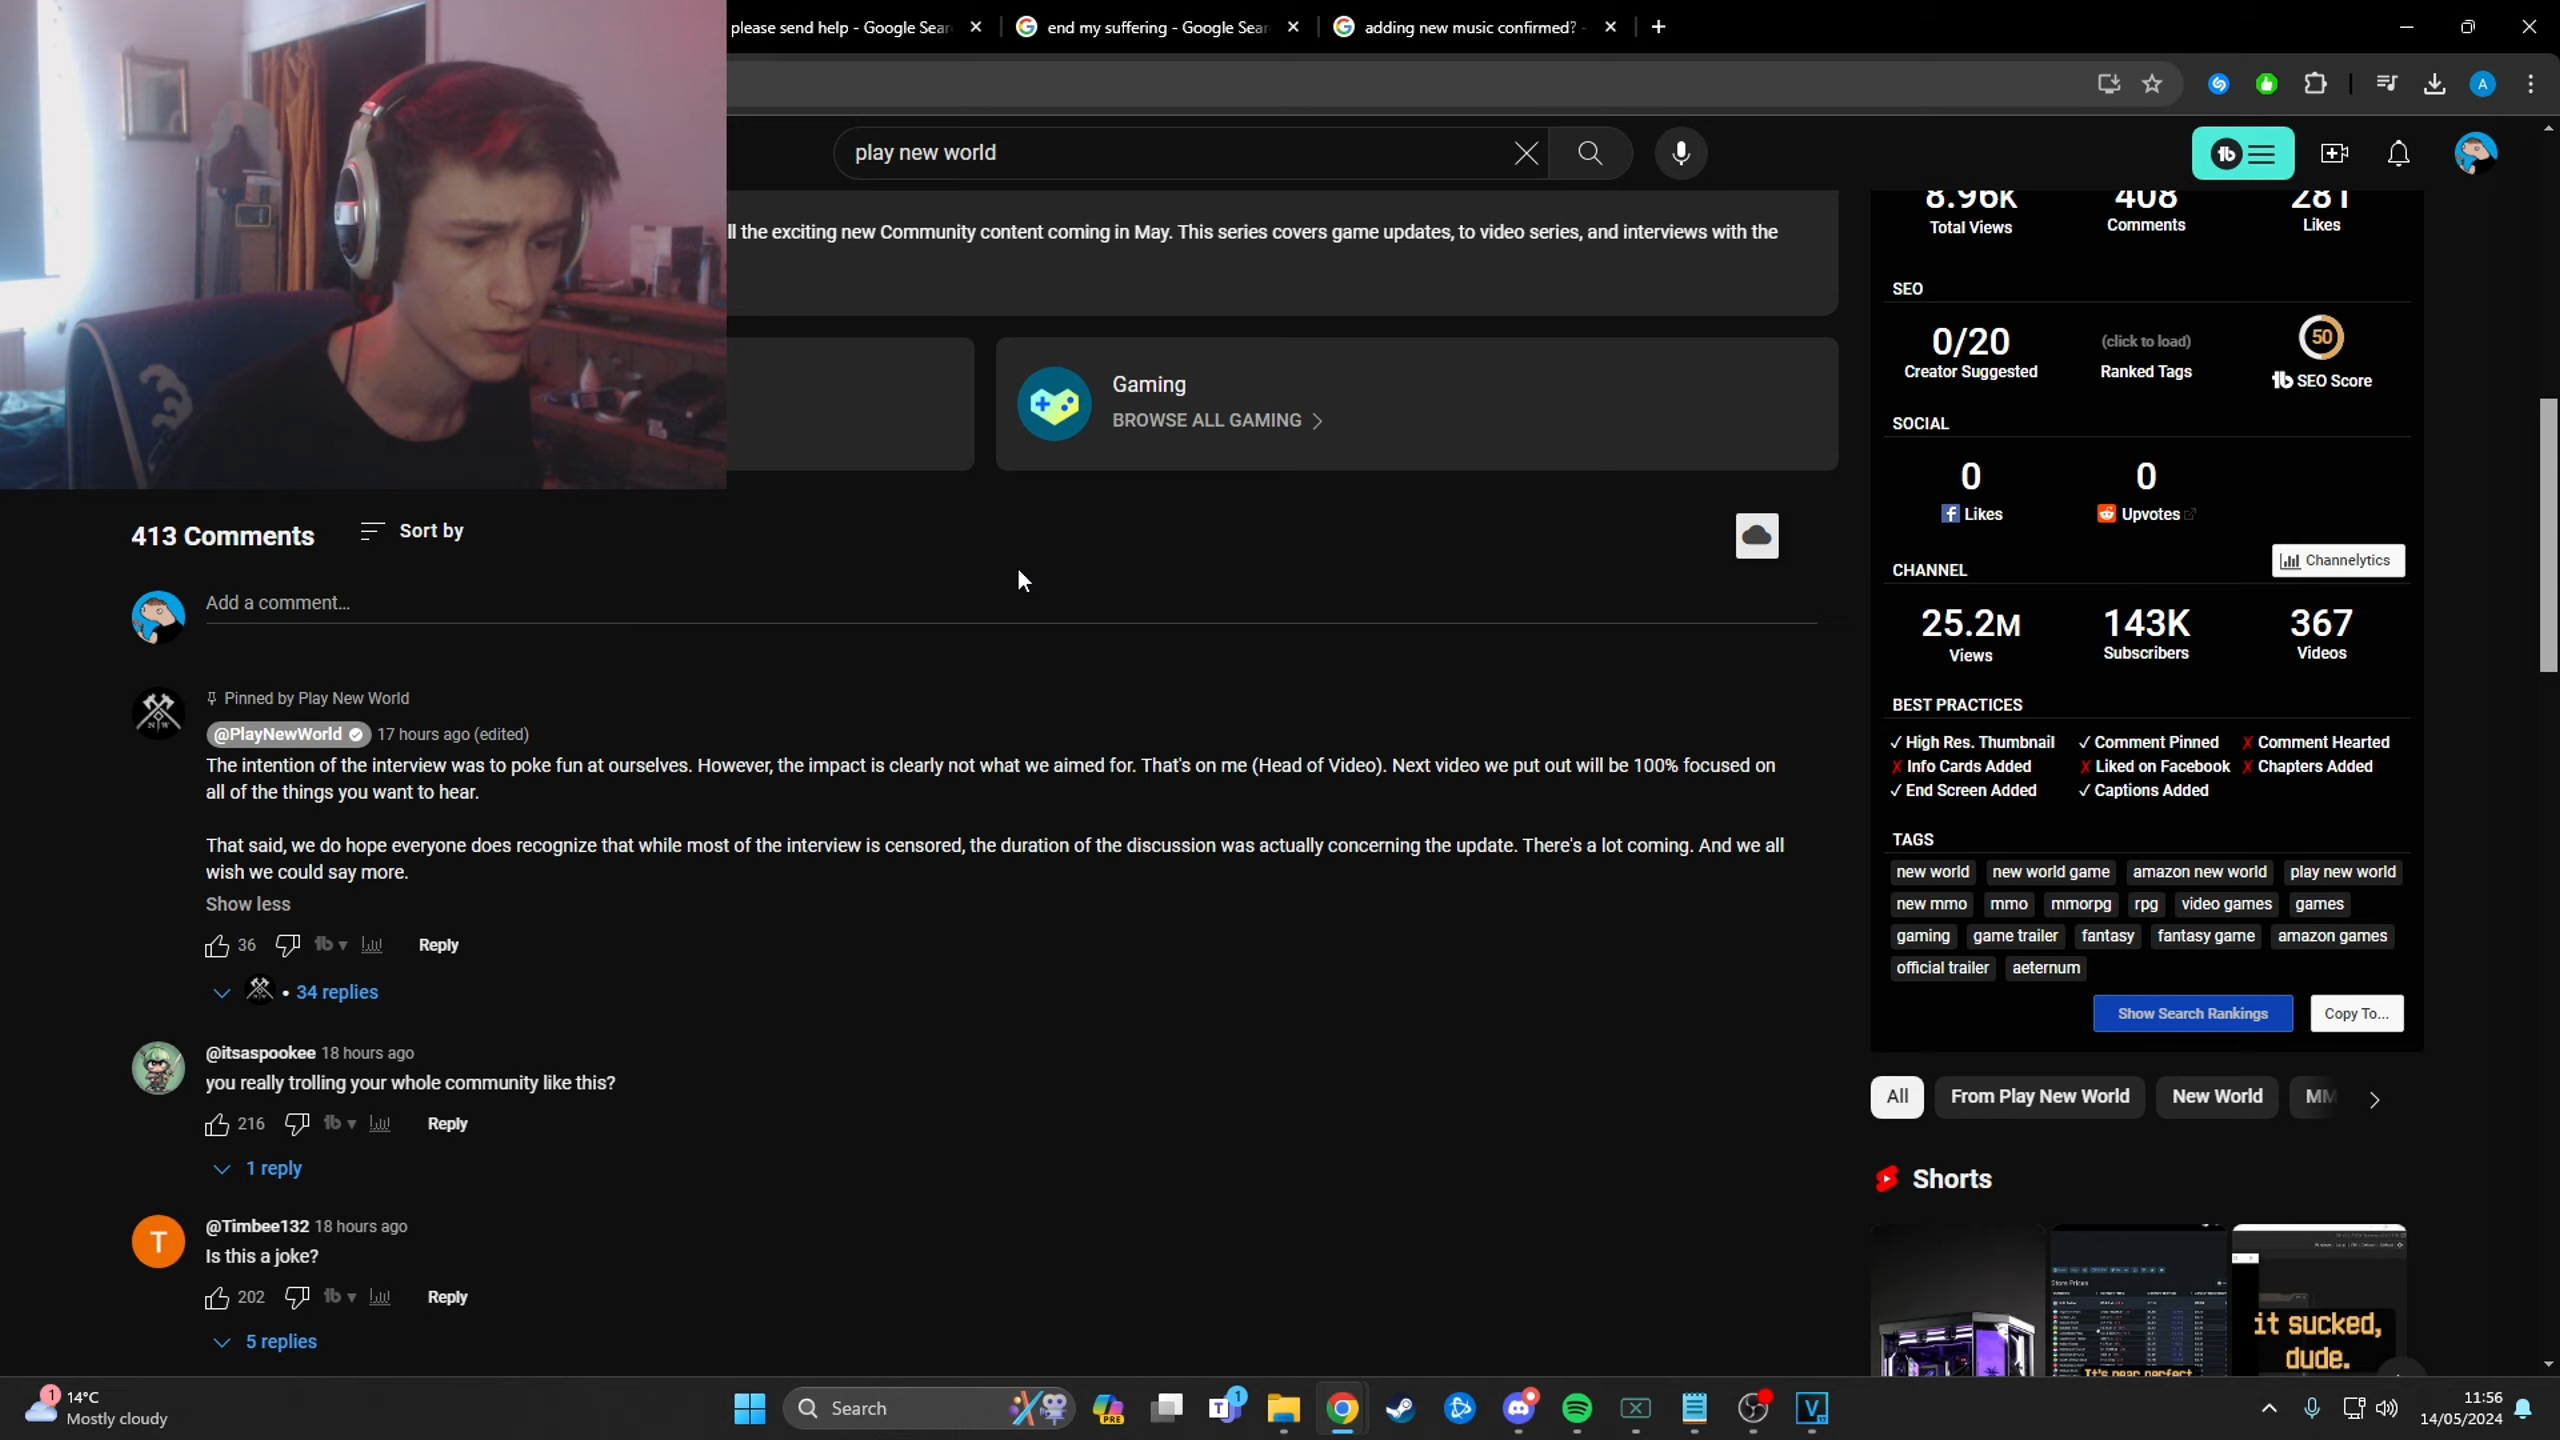 please send help - Google Sear
end my suffering - Google Sear
adding new music confirmed? -
A
play new world
ll the exciting new Community content coming in May. This series covers game updates, to video series, and interviews with the
Gaming
BROWSE ALL GAMING
413 Comments
Sort by
Add a comment...
Pinned by Play New World
@PlayNewWorld 17 hours ago (edited)
The intention of the interview was to poke fun at ourselves. However, the impact is clearly not what we aimed for. That's on me (Head of Video). Next video we put out will be 100% focused on
all of the things you want to hear.
That said, we do hope everyone does recognize that while most of the interview is censored, the duration of the discussion was actually concerning the update. There's a lot coming. And we all
wish we could say more.
Show less
36 Reply
• 34 replies
@itsaspookee 18 hours ago
you really trolling your whole community like this?
216 Reply
1 reply
T
@Timbee132 18 hours ago
Is this a joke?
202 Reply
5 replies
8.96K 408 281
Total Views Comments Likes
SEO
0/20 (click to load) 50
Creator Suggested Ranked Tags SEO Score
SOCIAL
0 0
Likes Upvotes
CHANNEL Channelytics
25.2M 143K 367
Views Subscribers Videos
BEST PRACTICES
✓ High Res. Thumbnail ✓ Comment Pinned ✗ Comment Hearted
✗ Info Cards Added ✗ Liked on Facebook ✗ Chapters Added
✓ End Screen Added ✓ Captions Added
TAGS
new world new world game amazon new world play new world
new mmo mmo mmorpg rpg video games games
gaming game trailer fantasy fantasy game amazon games
official trailer aeternum
Show Search Rankings Copy To...
All From Play New World New World MM
Shorts
Store Prices
It's near perfect
it sucked,
dude.
1
14°C
Mostly cloudy
Search
PRE
1
11:56
14/05/2024